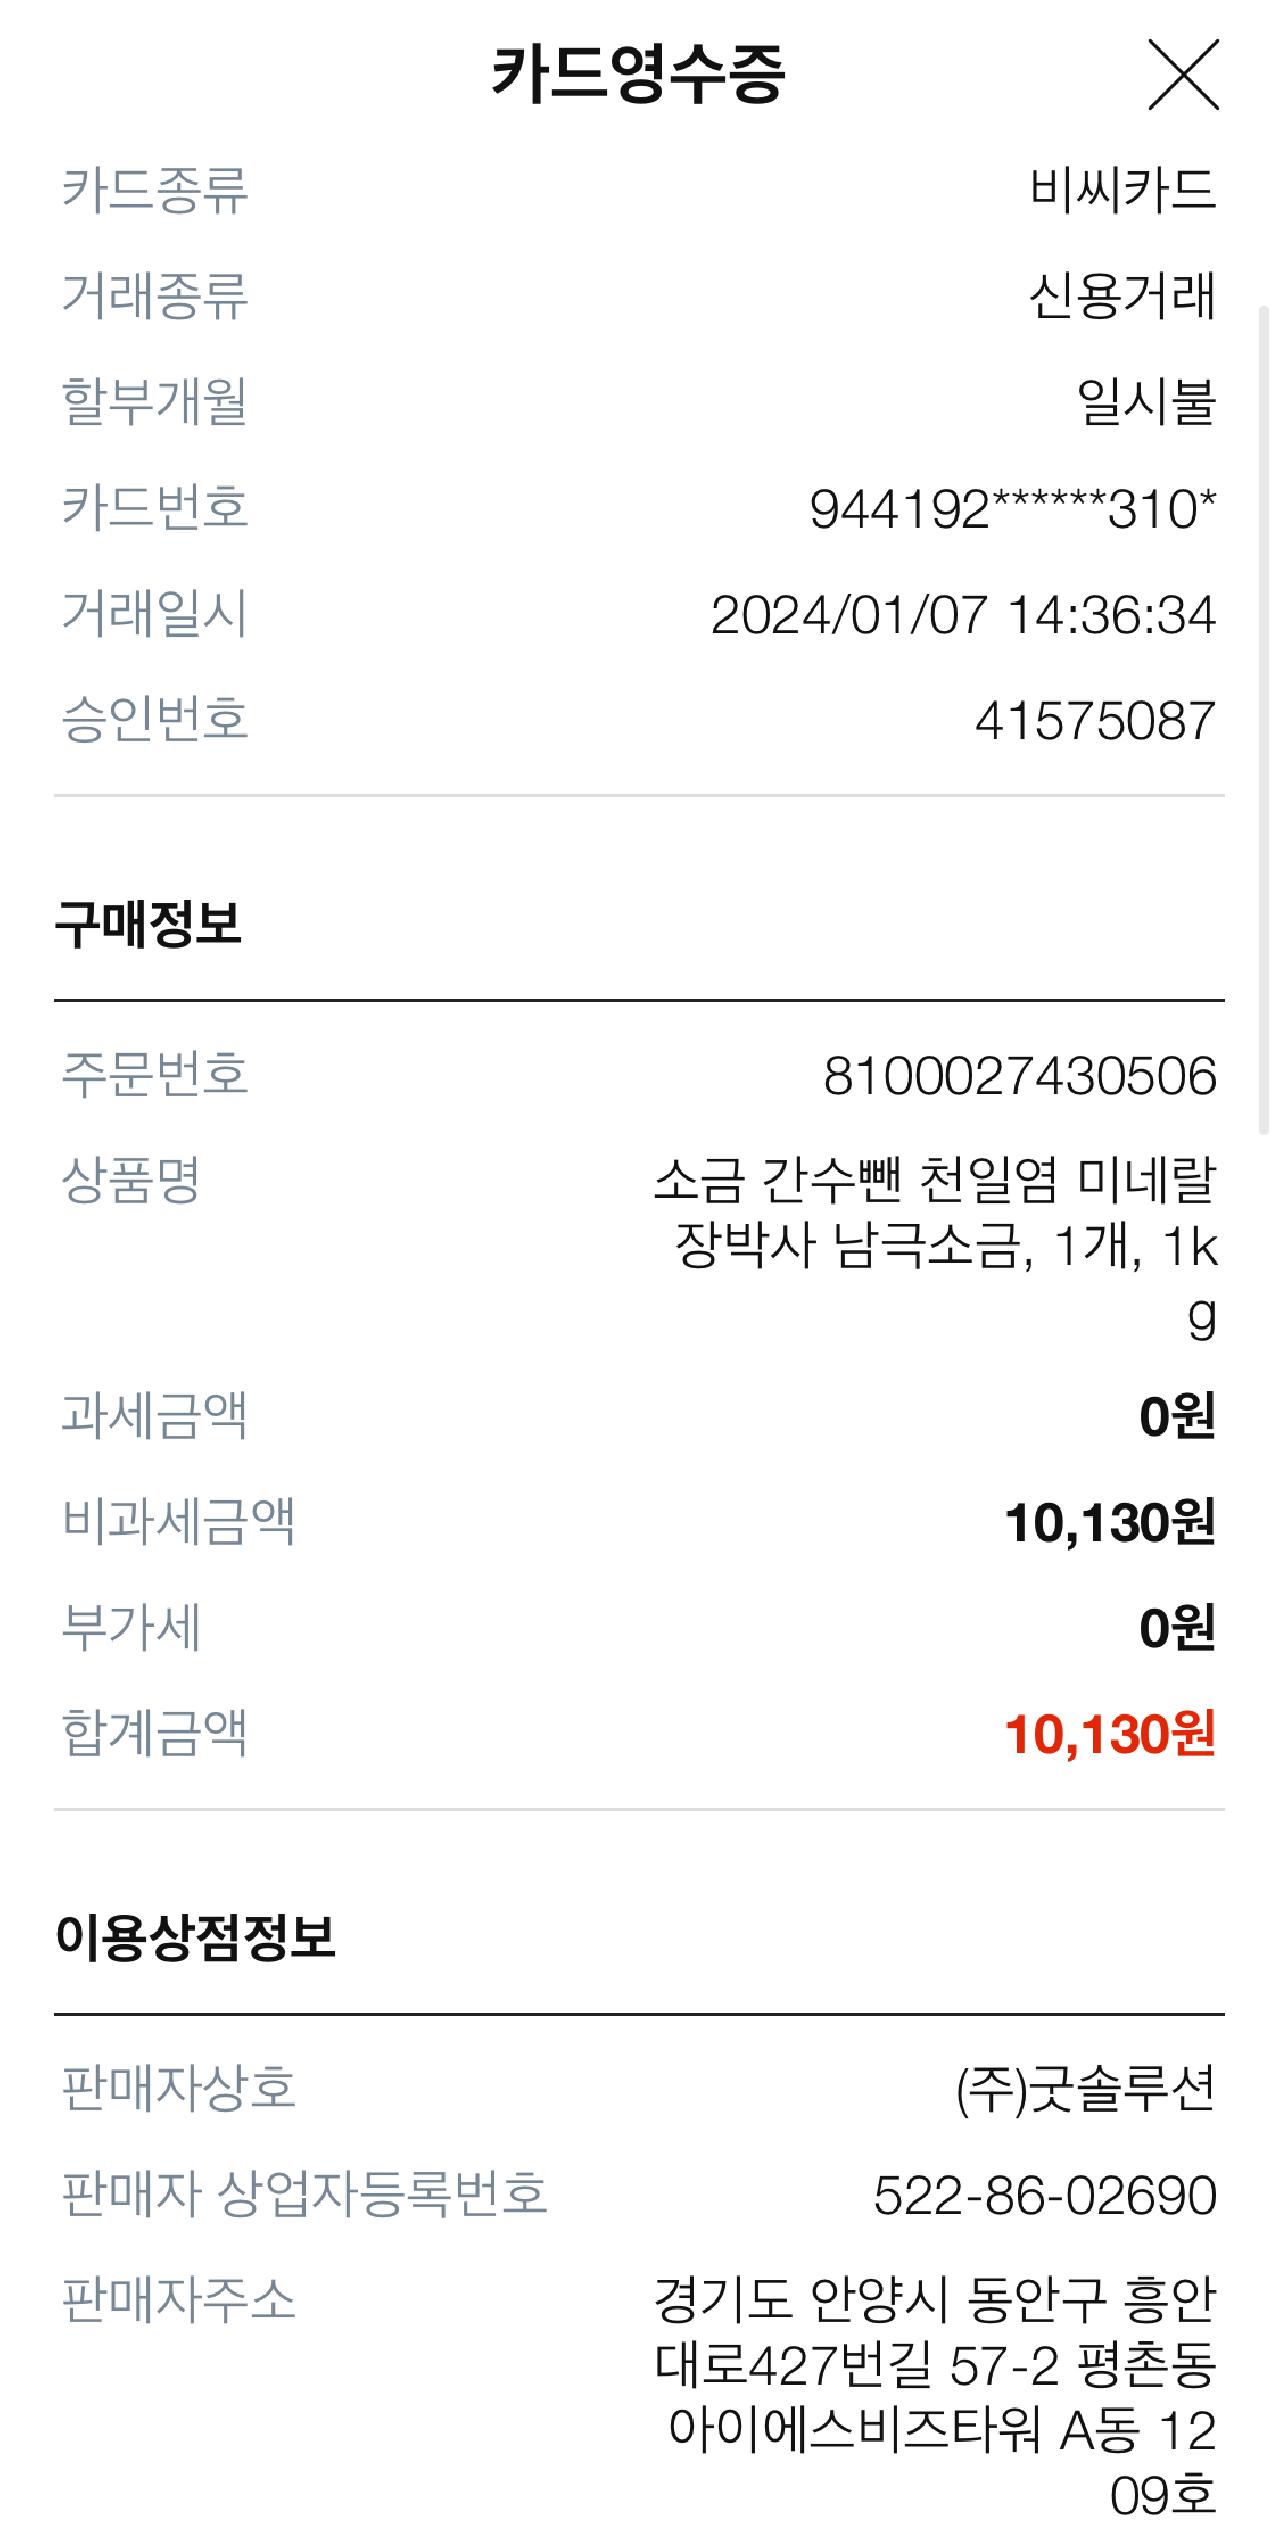 카드영수증
카드종류 비씨카드
거래종류 신용거래
할부개월 일시불
카드번호 944192******310*
거래일시 2024/01/07 14:36:34
승인번호 41575087
구매정보
주문번호 8100027430506
상품명 소금 간수뺀 천일염 미네랄
장박사 남극소금, 1개, 1k
g
과세금액 0원
비과세금액 10,130원
부가세 0원
합계금액 10,130원
이용상점정보
판매자상호 (주)굿솔루션
판매자 상업자등록번호 522-86-02690
판매자주소 경기도 안양시 동안구 흥안
대로427번길 57-2 평촌동
아이에스비즈타워 A동 12
09호